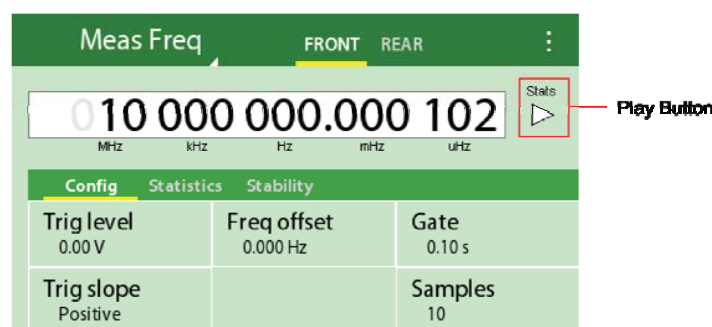 Meas Freq FRONT REAR
Stats
010 000 000.000 102
MHz kHz Hz mHz uHz
Play Button
Config Statistics Stability
Trig level Freq offset Gate
0.00 V 0.000 Hz 0.10 s
Trig slope Samples
Positive 10